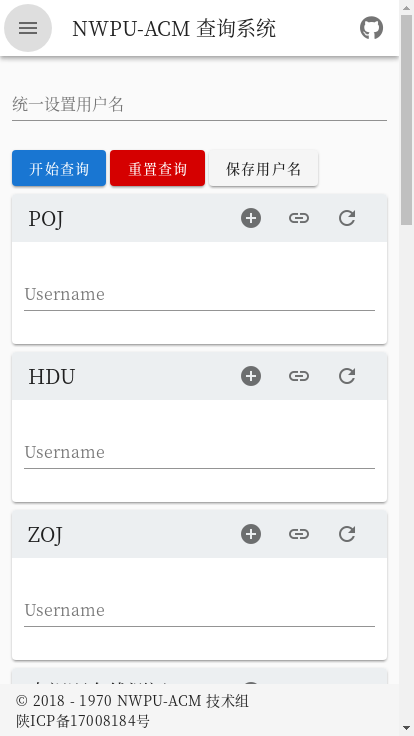 NWPU-ACM 查询系统
统一设置用户名
开始查询 重置查询 保存用户名
POJ
Username
HDU
Username
ZOJ
Username
© 2018 - 1970 NWPU-ACM 技术组
陕ICP备17008184号